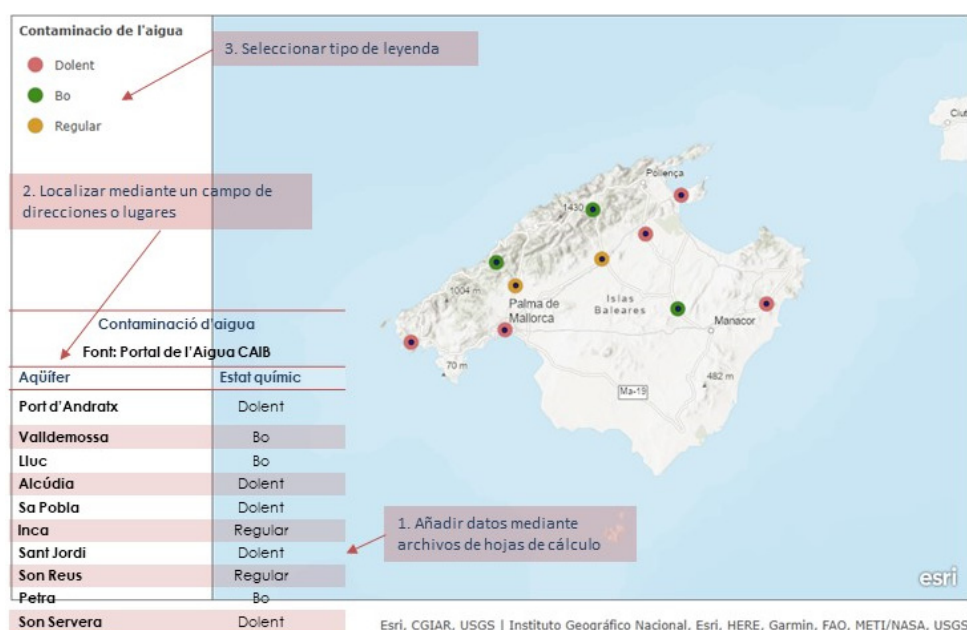 Contaminacio de l'aigua
Dolent
Bo
Regular
3. Seleccionar tipo de leyenda
2. Localizar mediante un campo de
direcciones o lugares
Contaminació d'aigua
Font: Portal de l'Aigua CAIB
Aqüífer Estat químic
Port d'Andratx Dolent
Valldemossa Bo
Lluc Bo
Alcúdia Dolent
Sa Pobla Dolent
Inca Regular
Sant Jordi Dolent
Son Reus Regular
Petra Bo
Son Servera Dolent
1. Añadir datos mediante
archivos de hojas de cálculo
Ciut
Pollença
1430
1004 m
Palma de
Mallorca
Islas
Baleares
Manacor
70 m
482 m
Ma-19
esri
Esri, CGIAR, USGS | Instituto Geográfico Nacional, Esri, HERE, Garmin, FAO, METI/NASA, USGS